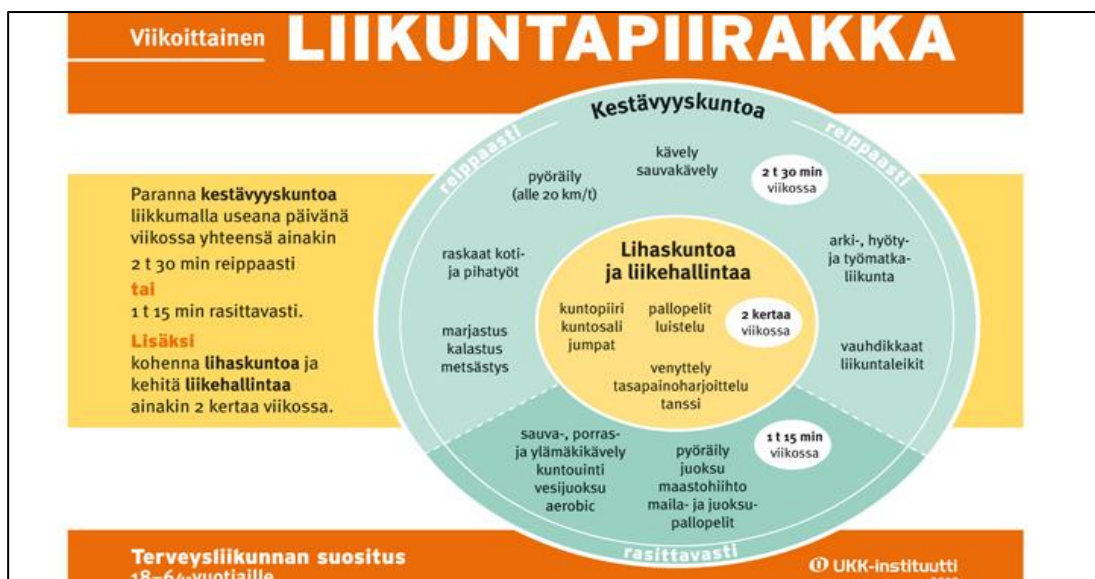 Viikoittainen LIIKUNTAPIIRAKKA
Paranna kestävyyskuntoa
liikkumalla useana päivänä
viikossa yhteensä ainakin
2 t 30 min reippaasti
tai
1 t 15 min rasittavasti.
Lisäksi
kohenna lihaskuntoa ja
kehitä liikehallintaa
ainakin 2 kertaa viikossa.
Kestävyyskuntoa
reippaasti
reippaasti
kävely
sauvakävely
2 t 30 min
viikossa
pyöräily
(alle 20 km/t)
raskaat koti-
ja pihatyöt
marjastus
kalastus
metsästys
arki-, hyöty-
ja työmatka-
liikunta
vauhdikkaat
liikuntaleikit
Lihaskuntoa
ja liikehallintaa
kuntopiiri
kuntosali
jumpat
pallopelit
luistelu
2 kertaa
viikossa
venyttely
tasapainoharjoittelu
tanssi
sauva-, porras-
ja ylämäkikävely
kuntouinti
vesijuoksu
aerobic
pyöräily
juoksu
maastohiihto
maila- ja juoksu-
pallopelit
1 t 15 min
viikossa
rasittavasti
Terveysliikunnan suositus
18–64-vuotiaille
UKK-instituutti